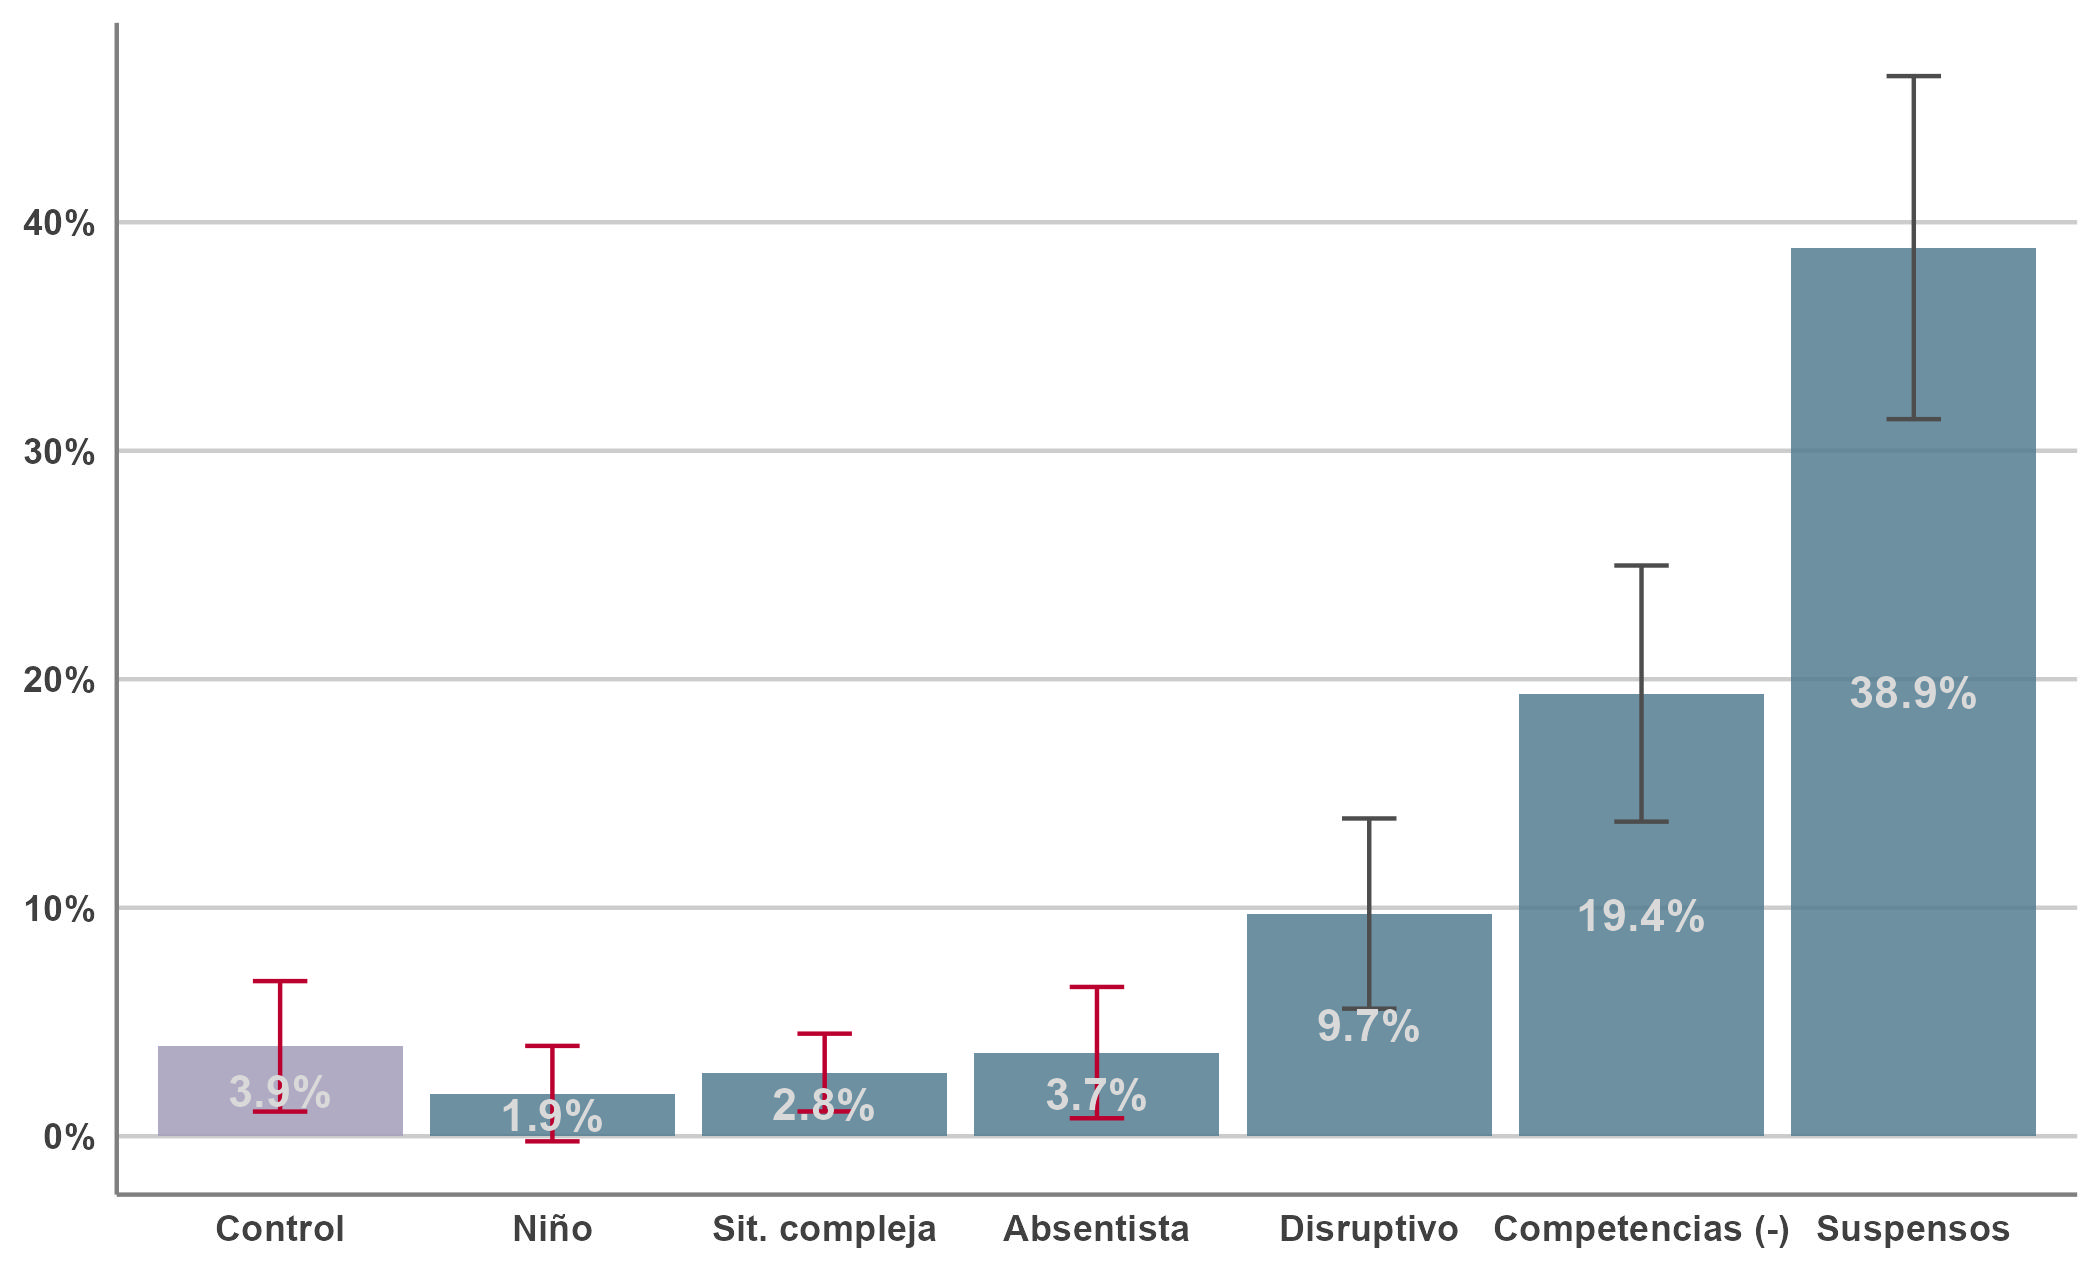 40%
30%
20%
10%
0%
3.9%
1.9%
2.8%
3.7%
9.7%
19.4%
38.9%
Control
Niño
Sit. compleja
Absentista
Disruptivo
Competencias (-)
Suspensos